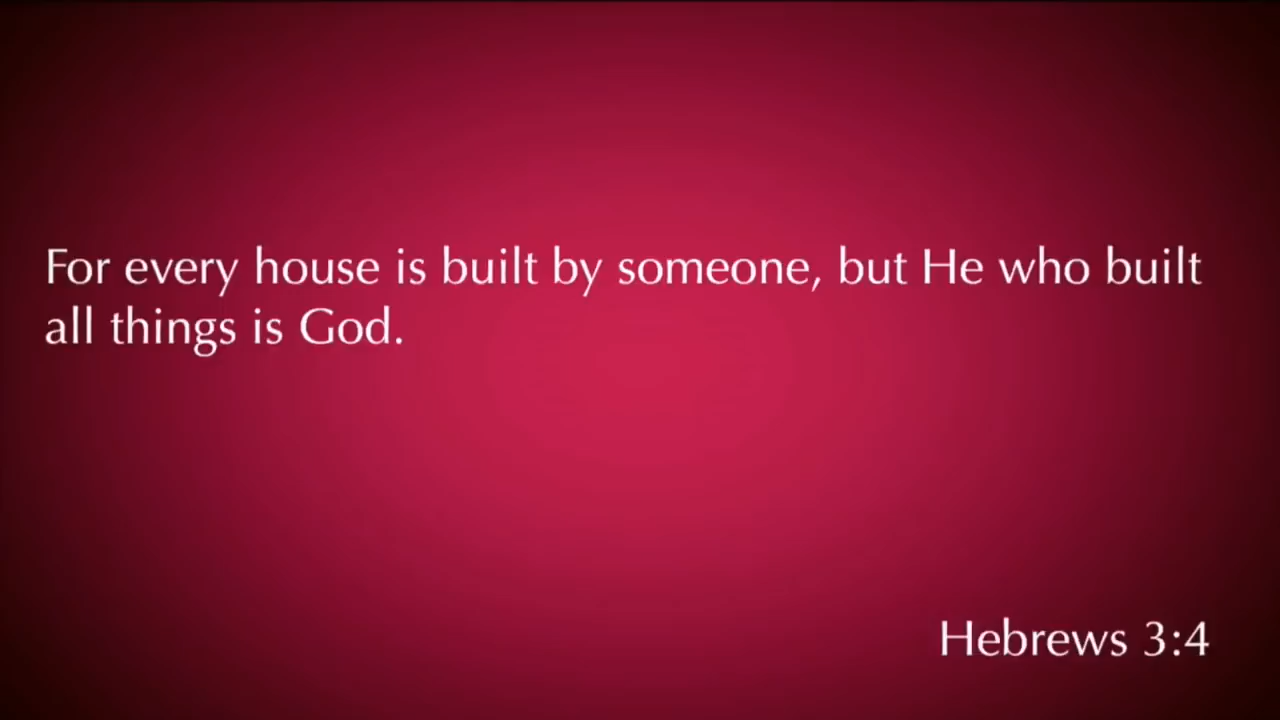 For every house is built by someone, but He who built
all things is God.
Hebrews 3:4